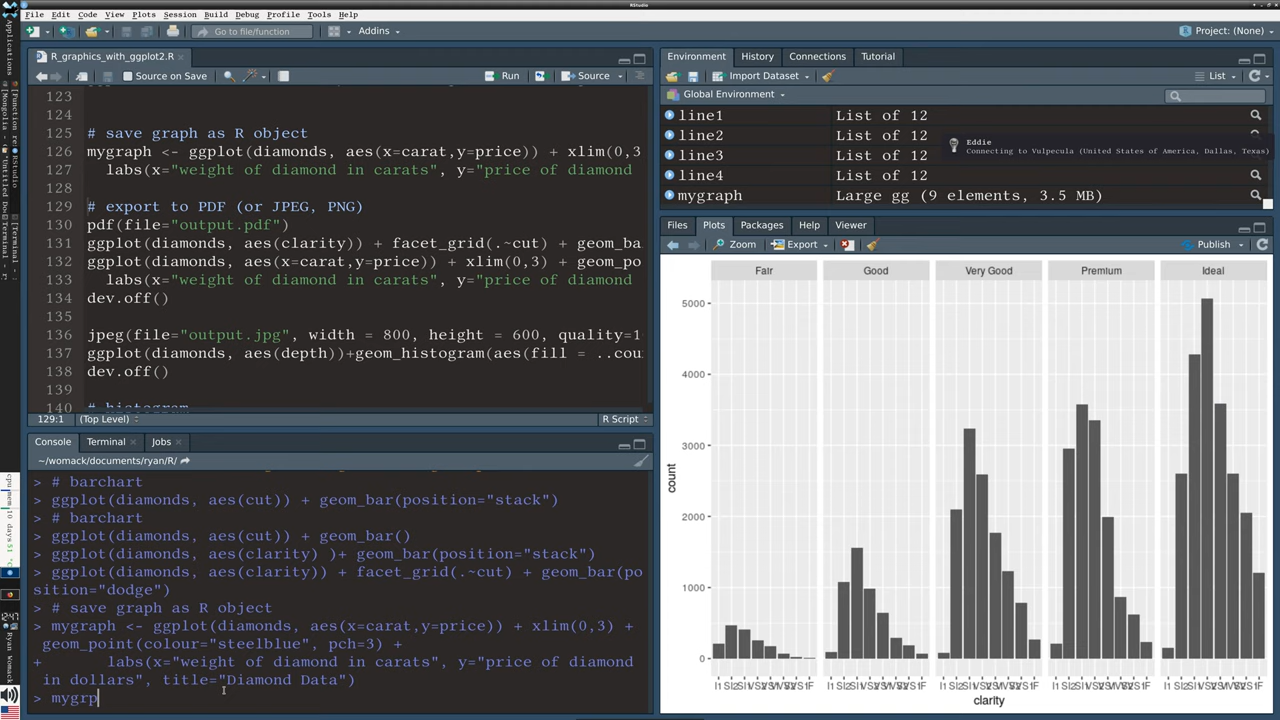 RStudio
File Edit Code View Plots Session Build Debug Profile Tools Help
Go to file/function Addins Project: (None)
R_graphics_with_ggplot2.R
Source on Save Run Source
123
124
125 # save graph as R object
126 mygraph <- ggplot(diamonds, aes(x=carat,y=price)) + xlim(0,3
127 labs(x="weight of diamond in carats", y="price of diamond
128
129 # export to PDF (or JPEG, PNG)
130 pdf(file="output.pdf")
131 ggplot(diamonds, aes(clarity)) + facet_grid(.~cut) + geom_ba
132 ggplot(diamonds, aes(x=carat,y=price)) + xlim(0,3) + geom_po
133 labs(x="weight of diamond in carats", y="price of diamond
134 dev.off()
135
136 jpeg(file="output.jpg", width = 800, height = 600, quality=1
137 ggplot(diamonds, aes(depth))+geom_histogram(aes(fill = ..cou
138 dev.off()
139
140 # histogram
129:1 (Top Level) R Script
Console Terminal Jobs
~/womack/documents/ryan/R/
> # barchart
> ggplot(diamonds, aes(cut)) + geom_bar(position="stack")
> # barchart
> ggplot(diamonds, aes(cut)) + geom_bar()
> ggplot(diamonds, aes(clarity) )+ geom_bar(position="stack")
> ggplot(diamonds, aes(clarity)) + facet_grid(.~cut) + geom_bar(po
sition="dodge")
> # save graph as R object
> mygraph <- ggplot(diamonds, aes(x=carat,y=price)) + xlim(0,3) +
geom_point(colour="steelblue", pch=3) +
+ labs(x="weight of diamond in carats", y="price of diamond
in dollars", title="Diamond Data")
> mygrp
Environment History Connections Tutorial
Import Dataset List
Global Environment
line1 List of 12
line2 List of 12
line3 List of 12
line4 List of 12
mygraph Large gg (9 elements, 3.5 MB)
Eddie
Connecting to Vulpecula (United States of America, Dallas, Texas)
Files Plots Packages Help Viewer
Zoom Export Publish
Fair Good Very Good Premium Ideal
5000
4000
3000
2000
1000
0
count
clarity
Applications
RStudio
12:47
Ryan Womack